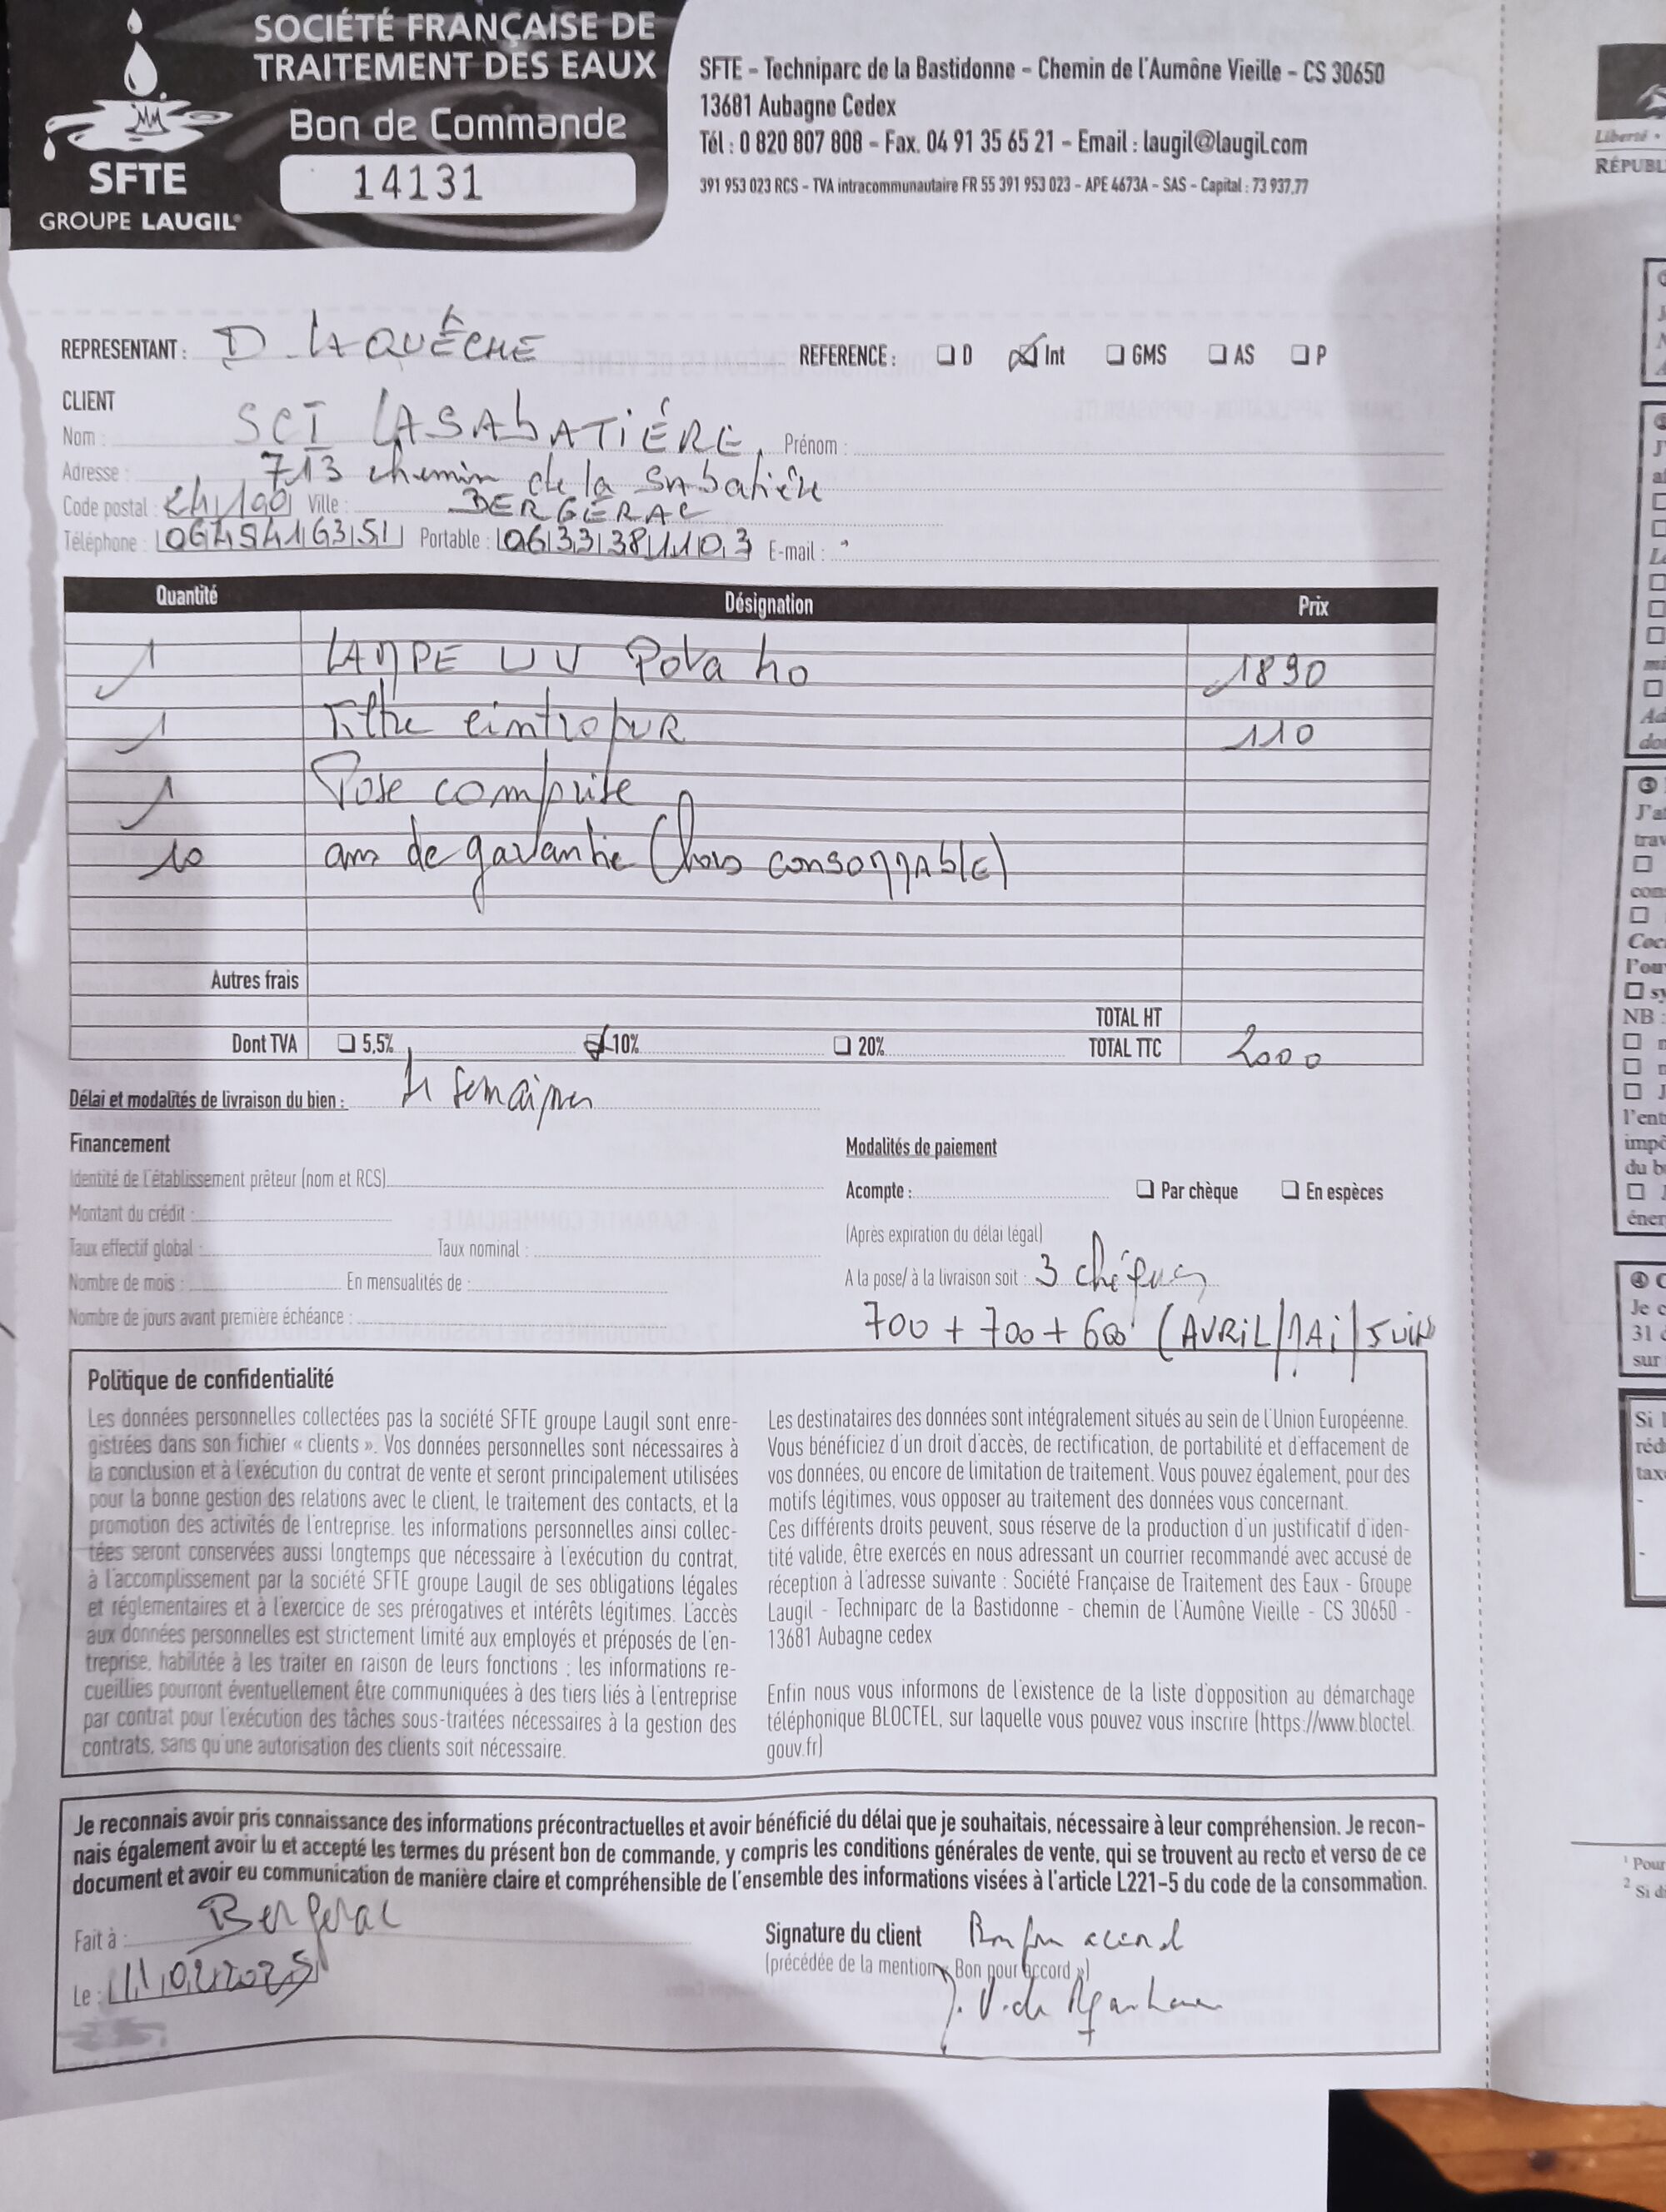 SOCIÉTÉ FRANÇAISE DE
TRAITEMENT DES EAUX
Bon de Commande
14131
SFTE
GROUPE LAUGIL
SFTE - Techniparc de la Bastidonne - Chemin de l'Aumône Vieille - CS 30650
13681 Aubagne Cedex
Tél : 0 820 807 808 - Fax. 04 91 35 65 21 - Email : laugil@laugil.com
391 953 023 RCS - TVA intracommunautaire FR 55 391 953 023 - APE 4673A - SAS - Capital : 73 937,77
REPRESENTANT : D. LAQUÊCHE
REFERENCE : D Int GMS AS P
CLIENT
Nom : SCI LASABATIÉRE Prénom :
Adresse : 713 chemin de la Sabatière
Code postal : 24100 Ville : BERGERAC
Téléphone : 06745416351 Portable : 0633381103 E-mail :
Quantité Désignation Prix
1 LAMPE UV Pota ho 1890
1 Filtre cintropur 110
1 Pose comprise
10 ans de garantie (hors consommable)
Autres frais
TOTAL HT
Dont TVA 5,5% 10% 20% TOTAL TTC 2000
Délai et modalités de livraison du bien : 4 semaines
Financement
Identité de l'établissement prêteur (nom et RCS)
Montant du crédit :
Taux effectif global : Taux nominal :
Nombre de mois : En mensualités de :
Nombre de jours avant première échéance :
Modalités de paiement
Acompte : Par chèque En espèces
(Après expiration du délai légal)
A la pose/ à la livraison soit : 3 chéques
700 + 700 + 600 (AVRIL/MAi/JUIN
Politique de confidentialité
Les données personnelles collectées pas la société SFTE groupe Laugil sont enre-
gistrées dans son fichier « clients ». Vos données personnelles sont nécessaires à
la conclusion et à l'exécution du contrat de vente et seront principalement utilisées
pour la bonne gestion des relations avec le client, le traitement des contacts, et la
promotion des activités de l'entreprise. les informations personnelles ainsi collec-
tées seront conservées aussi longtemps que nécessaire à l'exécution du contrat,
à l'accomplissement par la société SFTE groupe Laugil de ses obligations légales
et réglementaires et à l'exercice de ses prérogatives et intérêts légitimes. L'accès
aux données personnelles est strictement limité aux employés et préposés de l'en-
treprise, habilitée à les traiter en raison de leurs fonctions ; les informations re-
cueillies pourront éventuellement être communiquées à des tiers liés à l'entreprise
par contrat pour l'exécution des tâches sous-traitées nécessaires à la gestion des
contrats, sans qu'une autorisation des clients soit nécessaire.
Les destinataires des données sont intégralement situés au sein de l'Union Européenne.
Vous bénéficiez d'un droit d'accès, de rectification, de portabilité et d'effacement de
vos données, ou encore de limitation de traitement. Vous pouvez également, pour des
motifs légitimes, vous opposer au traitement des données vous concernant.
Ces différents droits peuvent, sous réserve de la production d'un justificatif d'iden-
tité valide, être exercés en nous adressant un courrier recommandé avec accusé de
réception à l'adresse suivante : Société Française de Traitement des Eaux - Groupe
Laugil - Techniparc de la Bastidonne - chemin de l'Aumône Vieille - CS 30650 -
13681 Aubagne cedex
Enfin nous vous informons de l'existence de la liste d'opposition au démarchage
téléphonique BLOCTEL, sur laquelle vous pouvez vous inscrire (https://www.bloctel.
gouv.fr)
Je reconnais avoir pris connaissance des informations précontractuelles et avoir bénéficié du délai que je souhaitais, nécessaire à leur compréhension. Je recon-
nais également avoir lu et accepté les termes du présent bon de commande, y compris les conditions générales de vente, qui se trouvent au recto et verso de ce
document et avoir eu communication de manière claire et compréhensible de l'ensemble des informations visées à l'article L221-5 du code de la consommation.
Fait à : Bergerac
Le : 11022025
Signature du client Bon pour accord
(précédée de la mention « Bon pour accord »)
Liberté •
RÉPUBL